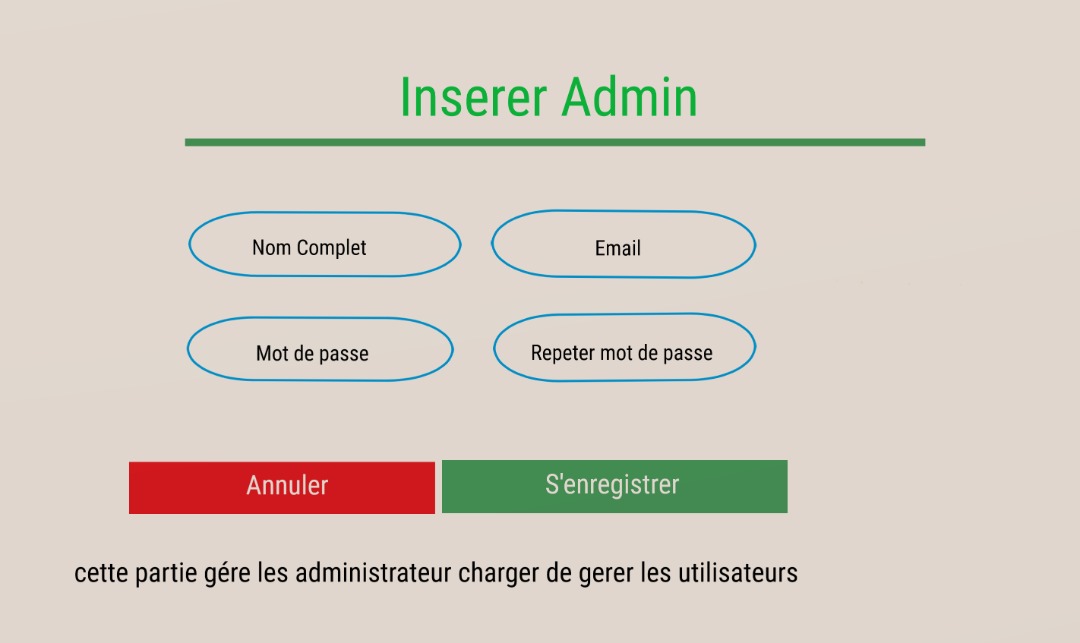 Inserer Admin
Nom Complet
Email
Mot de passe
Repeter mot de passe
Annuler
S'enregistrer
cette partie gére les administrateur charger de gerer les utilisateurs